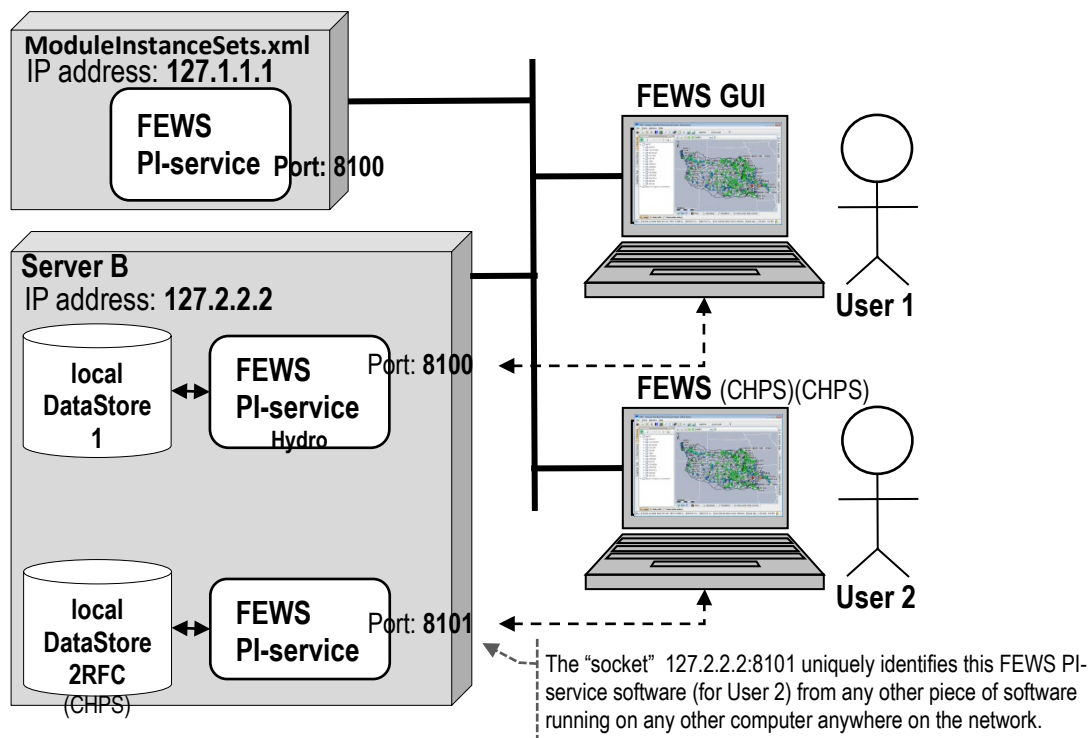 ModuleInstanceSets.xml
IP address: 127.1.1.1
FEWS
PI-service
Port: 8100
Server B
IP address: 127.2.2.2
local
DataStore
1
FEWS
PI-service
Hydro
Port: 8100
local
DataStore
2RFC
(CHPS)
FEWS
PI-service
Port: 8101
FEWS GUI
User 1
FEWS (CHPS)(CHPS)
User 2
The “socket” 127.2.2.2:8101 uniquely identifies this FEWS PI-
service software (for User 2) from any other piece of software
running on any other computer anywhere on the network.